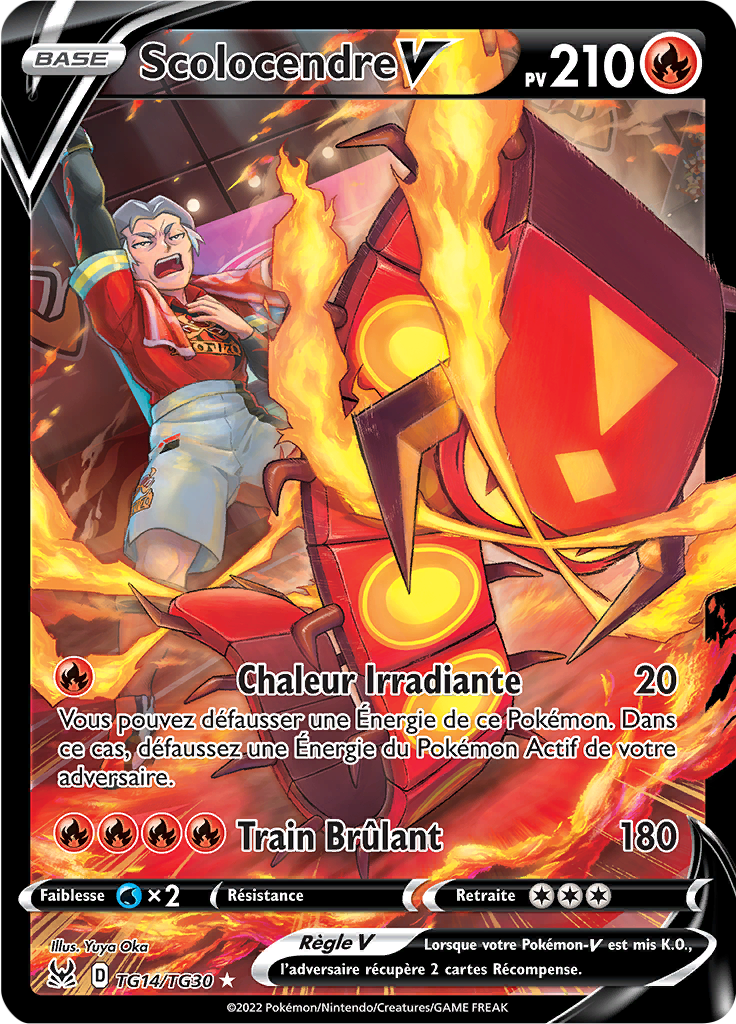 BASE
Scolocendre V
PV 210
Chaleur Irradiante 20
Vous pouvez défausser une Énergie de ce Pokémon. Dans
ce cas, défaussez une Énergie du Pokémon Actif de votre
adversaire.
Train Brûlant 180
Faiblesse ×2 Résistance Retraite
Illus. Yuya Oka
Règle V Lorsque votre Pokémon-V est mis K.O.,
l'adversaire récupère 2 cartes Récompense.
D TG14/TG30
©2022 Pokémon/Nintendo/Creatures/GAME FREAK